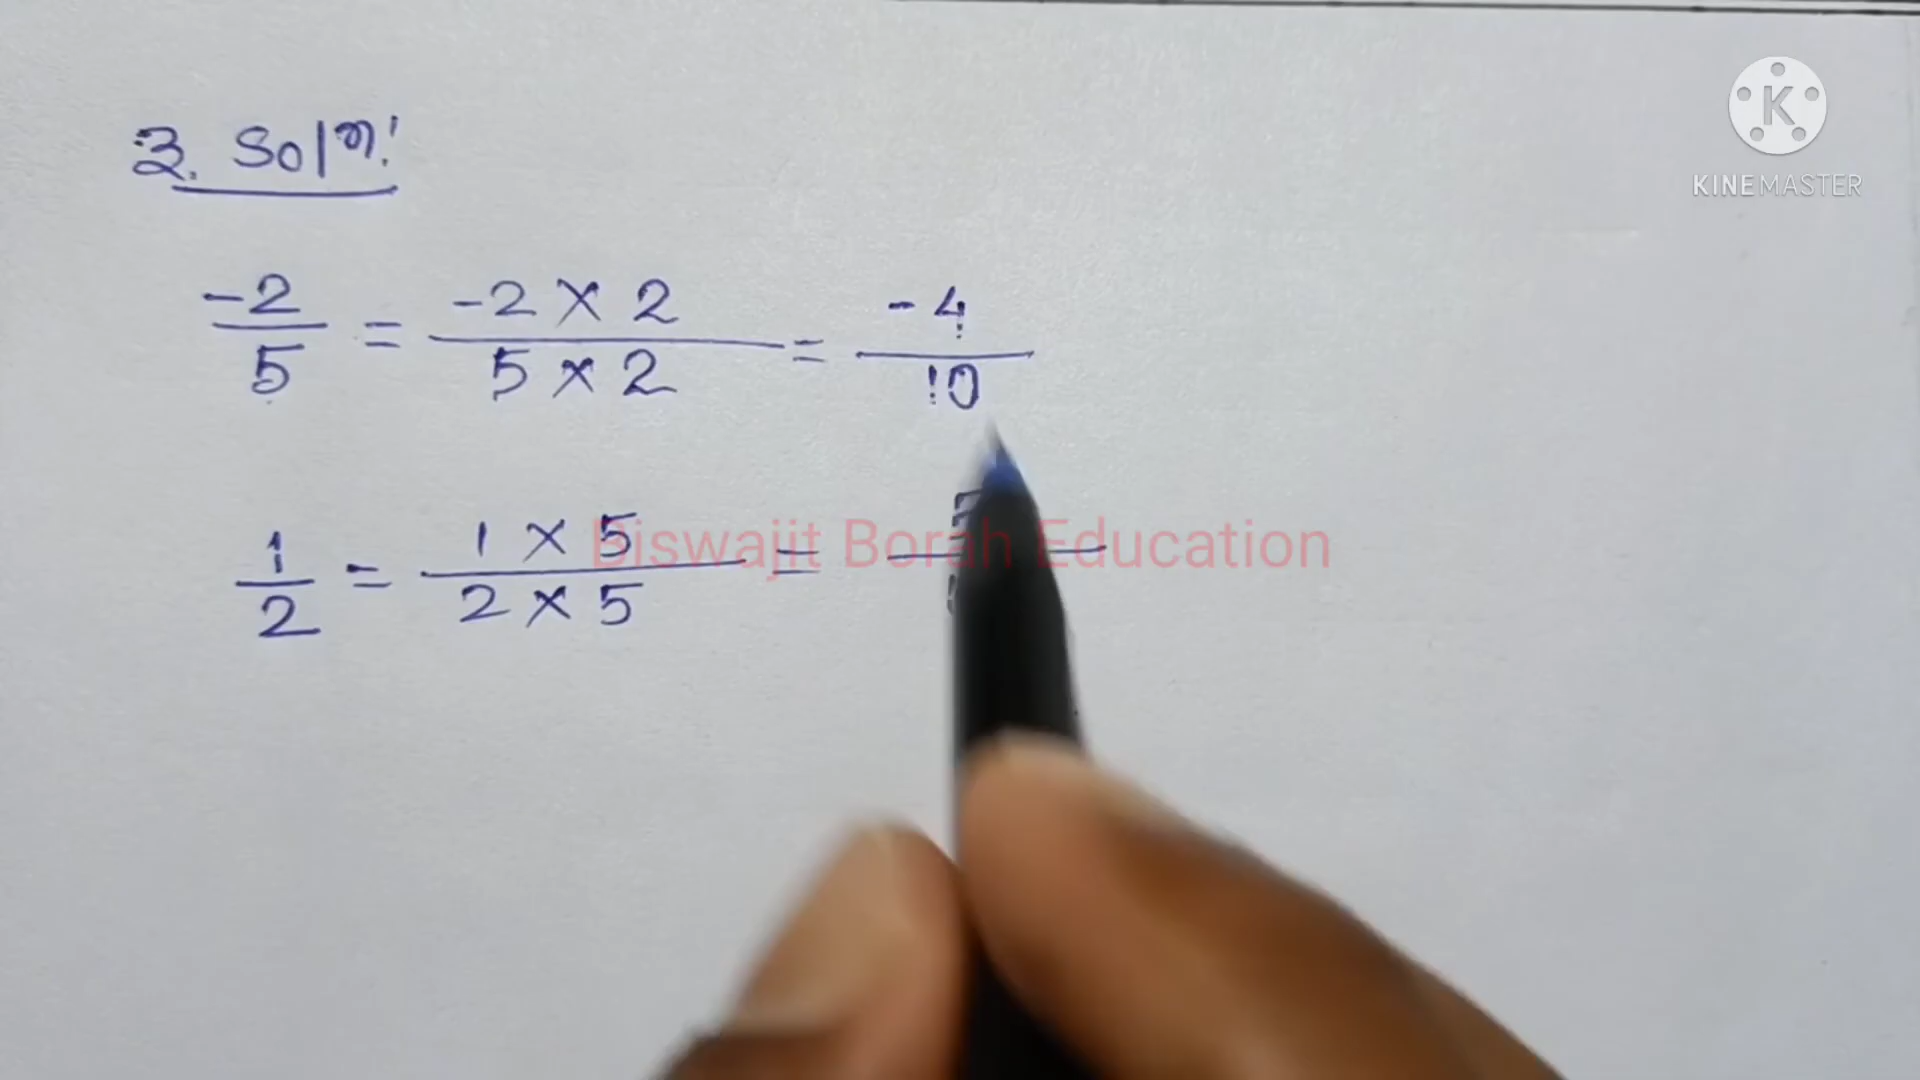 3. Solⁿ:
KINEMASTER
-2/5 = -2 × 2 / 5 × 2 = -4/10
1/2 = 1 × 5 / 2 × 5 =
Biswajit Borah Education